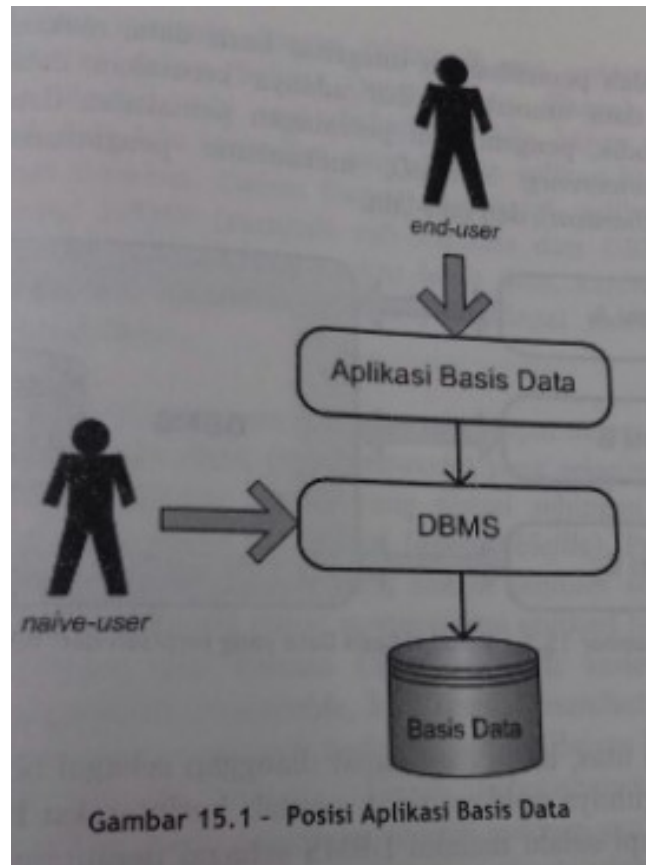 end-user
Aplikasi Basis Data
DBMS
naive-user
Basis Data
Gambar 15.1 - Posisi Aplikasi Basis Data